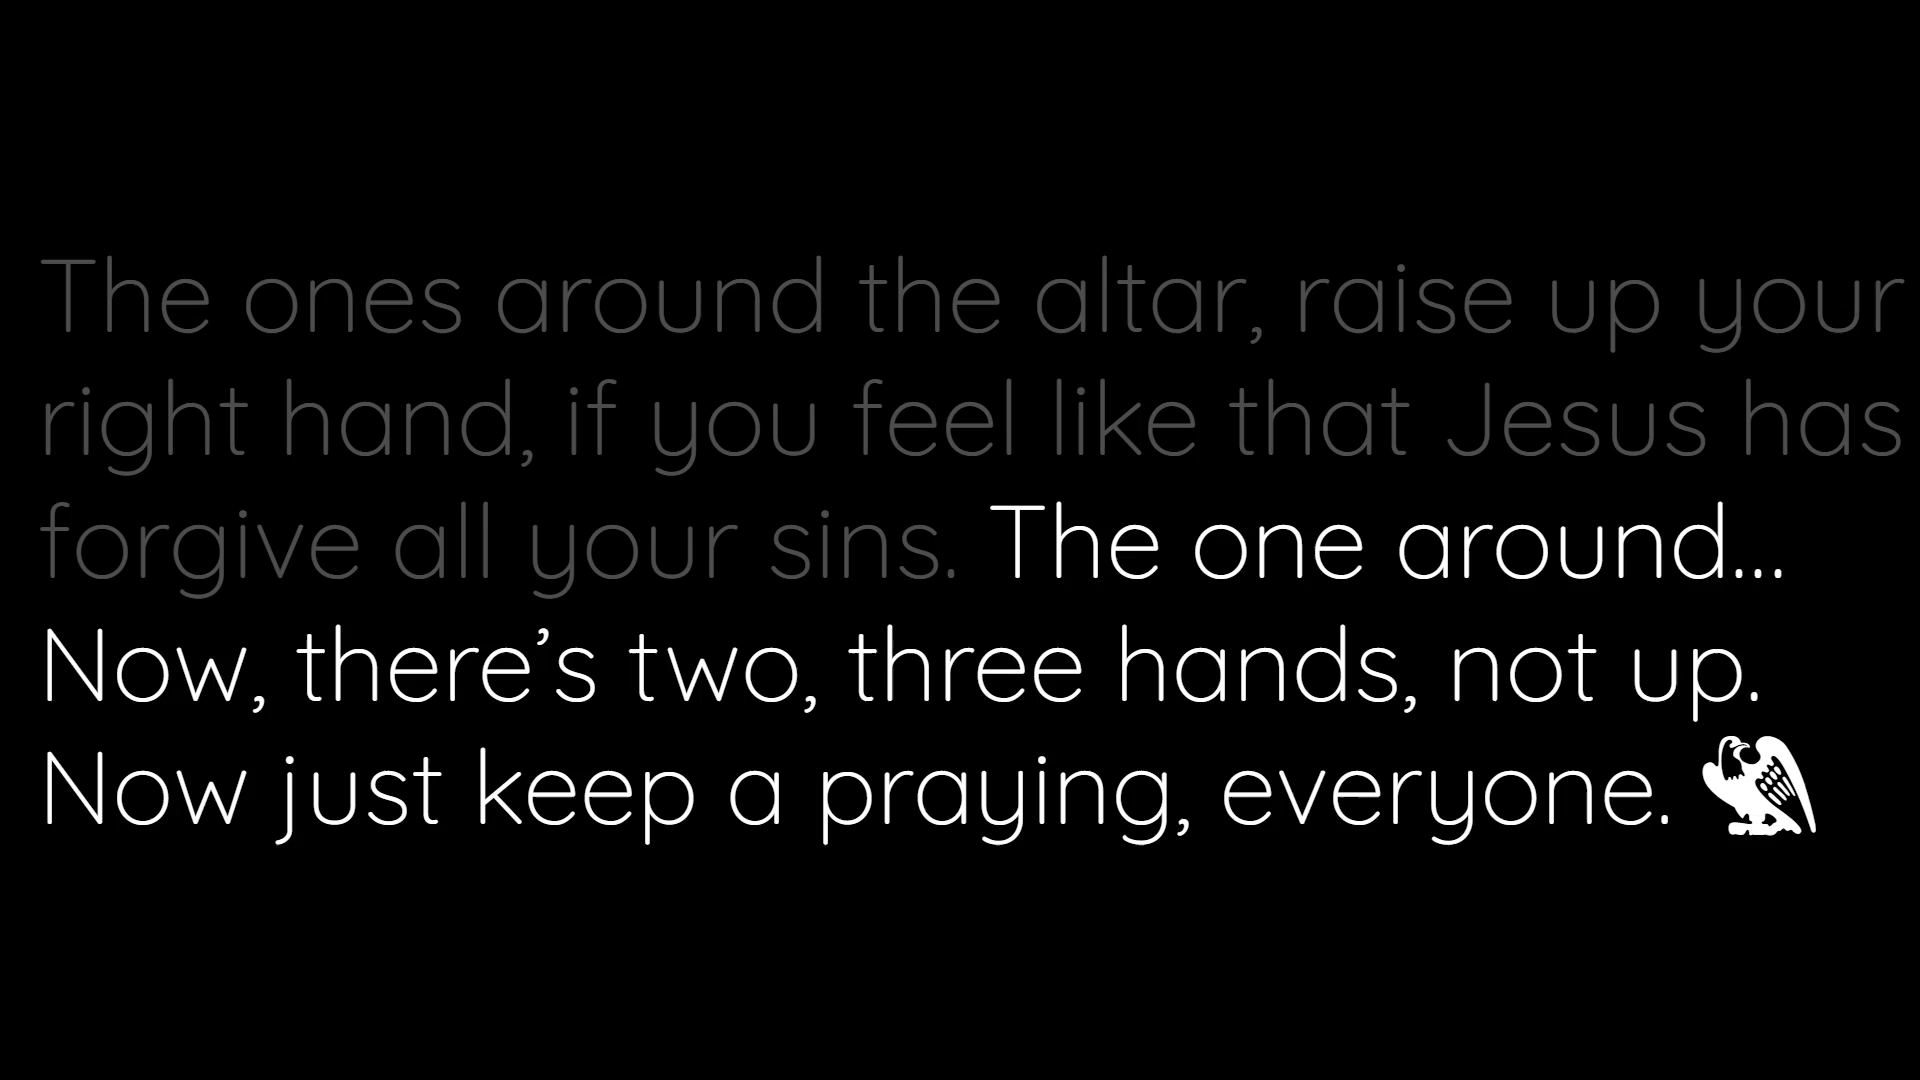 The ones around the altar, raise up your
right hand, if you feel like that Jesus has
forgive all your sins. The one around...
Now, there’s two, three hands, not up.
Now just keep a praying, everyone.